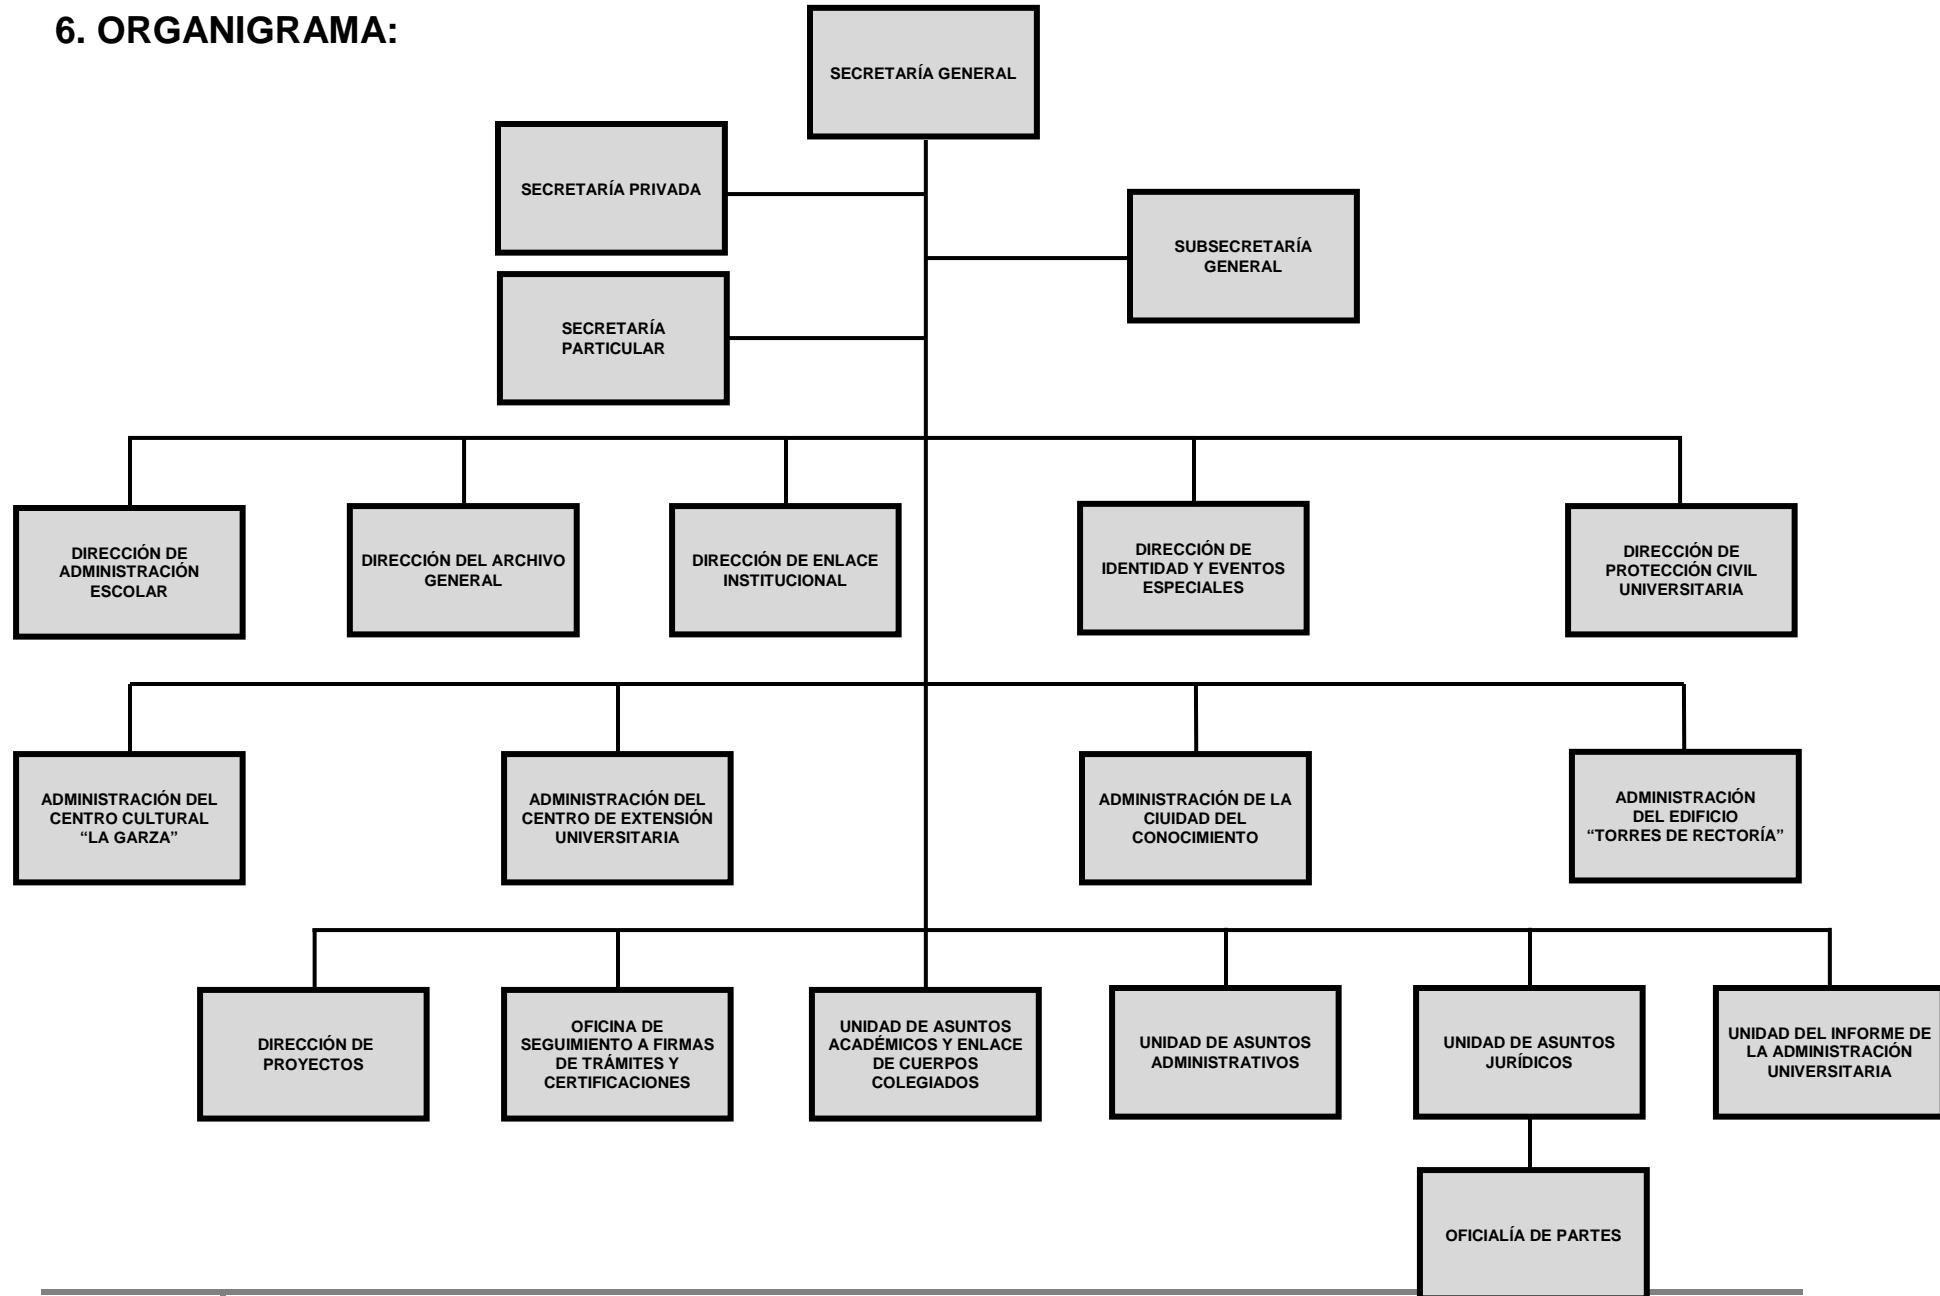 6. ORGANIGRAMA:
SECRETARÍA GENERAL
SECRETARÍA PRIVADA
SUBSECRETARÍA
GENERAL
SECRETARÍA
PARTICULAR
DIRECCIÓN DE
ADMINISTRACIÓN
ESCOLAR
DIRECCIÓN DEL ARCHIVO
GENERAL
DIRECCIÓN DE ENLACE
INSTITUCIONAL
DIRECCIÓN DE
IDENTIDAD Y EVENTOS
ESPECIALES
DIRECCIÓN DE
PROTECCIÓN CIVIL
UNIVERSITARIA
ADMINISTRACIÓN DEL
CENTRO CULTURAL
“LA GARZA”
ADMINISTRACIÓN DEL
CENTRO DE EXTENSIÓN
UNIVERSITARIA
ADMINISTRACIÓN DE LA
CIUIDAD DEL
CONOCIMIENTO
ADMINISTRACIÓN
DEL EDIFICIO
“TORRES DE RECTORÍA”
DIRECCIÓN DE
PROYECTOS
OFICINA DE
SEGUIMIENTO A FIRMAS
DE TRÁMITES Y
CERTIFICACIONES
UNIDAD DE ASUNTOS
ACADÉMICOS Y ENLACE
DE CUERPOS
COLEGIADOS
UNIDAD DE ASUNTOS
ADMINISTRATIVOS
UNIDAD DE ASUNTOS
JURÍDICOS
UNIDAD DEL INFORME DE
LA ADMINISTRACIÓN
UNIVERSITARIA
OFICIALÍA DE PARTES